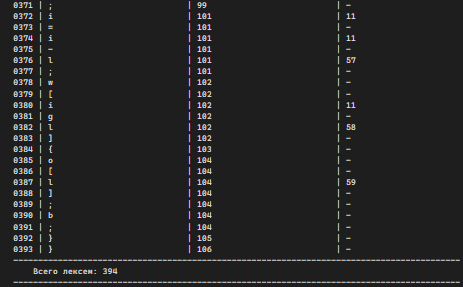 0371 | ; | 99 | -
0372 | i | 101 | 11
0373 | = | 101 | -
0374 | i | 101 | 11
0375 | - | 101 | -
0376 | l | 101 | 57
0377 | ; | 101 | -
0378 | w | 102 | -
0379 | [ | 102 | -
0380 | i | 102 | 11
0381 | g | 102 | -
0382 | l | 102 | 58
0383 | ] | 102 | -
0384 | { | 103 | -
0385 | o | 104 | -
0386 | [ | 104 | -
0387 | l | 104 | 59
0388 | ] | 104 | -
0389 | ; | 104 | -
0390 | b | 104 | -
0391 | ; | 104 | -
0392 | } | 105 | -
0393 | } | 106 | -
Всего лексем: 394